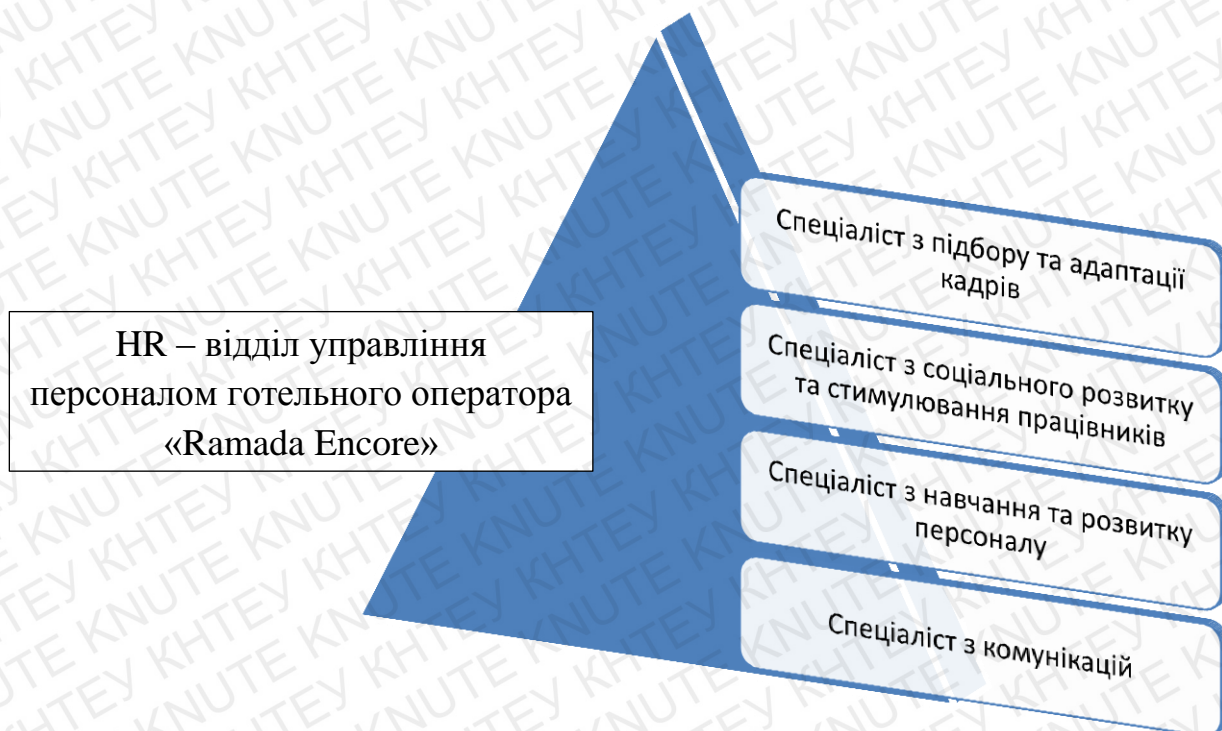 HR – відділ управління
персоналом готельного оператора
«Ramada Encore»
Спеціаліст з підбору та адаптації
кадрів
Спеціаліст з соціального розвитку
та стимулювання працівників
Спеціаліст з навчання та розвитку
персоналу
Спеціаліст з комунікацій